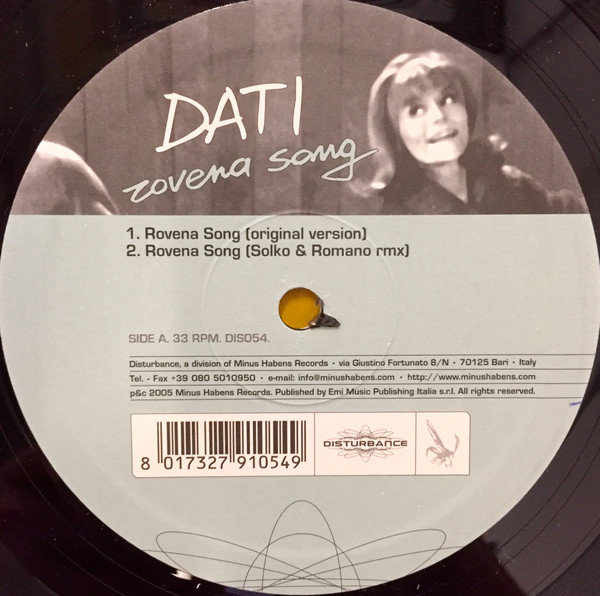 DATI
rovena song
1. Rovena Song (original version)
2. Rovena Song (Solko & Romano rmx)
SIDE A. 33 RPM. DIS054.
Disturbance, a division of Minus Habens Records · via Giustino Fortunato 8/N · 70125 Bari · Italy
Tel. - Fax +39 080 5010950 · e-mail: info@minushabens.com · http://www.minushabens.com
p&c 2005 Minus Habens Records. Published by Emi Music Publishing Italia s.r.l. All rights reserved.
DISTURBANCE
8 017327 910549